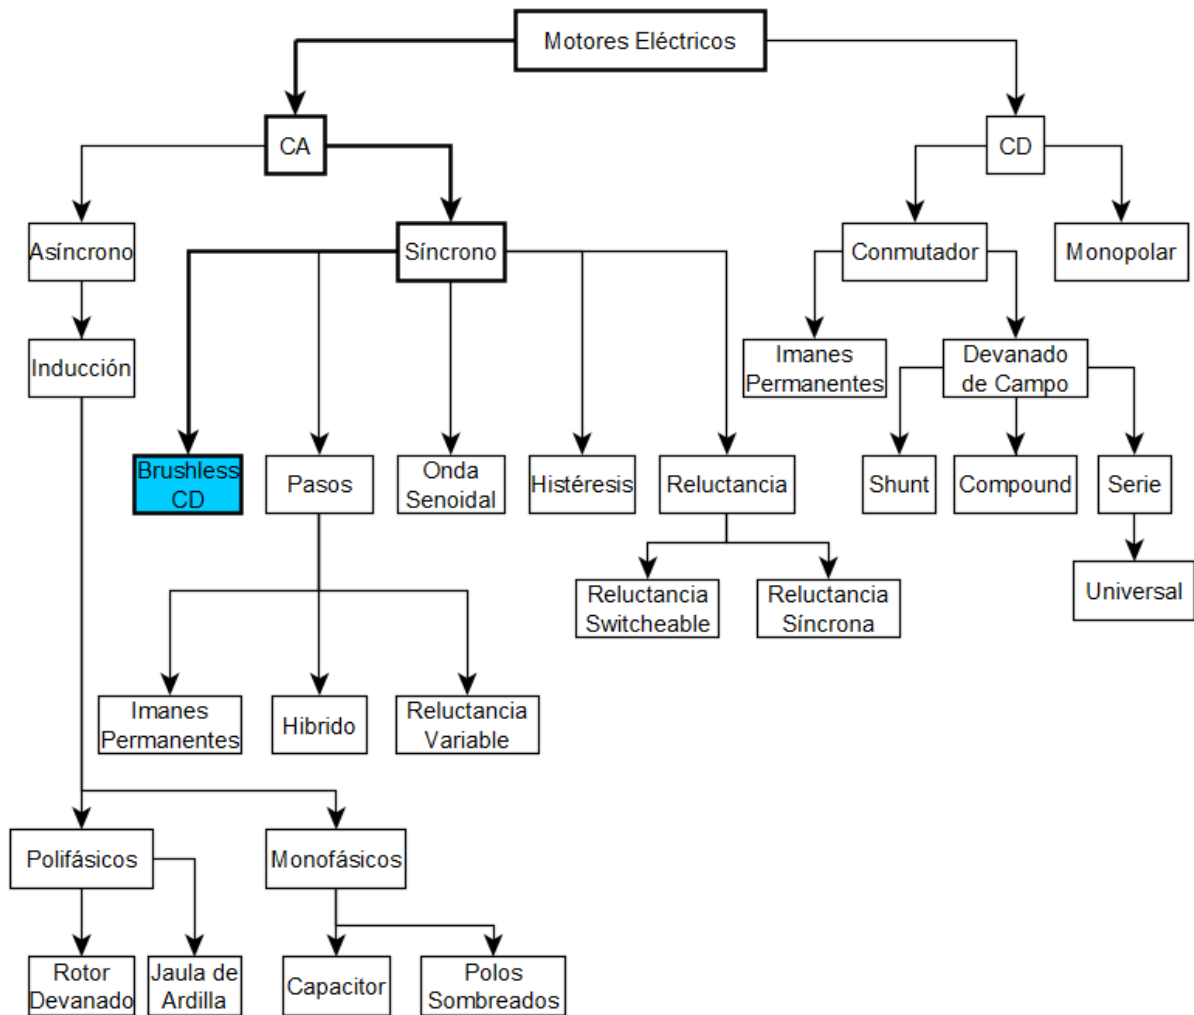 Motores Eléctricos
CA
CD
Asíncrono
Síncrono
Conmutador
Monopolar
Inducción
Imanes
Permanentes
Devanado
de Campo
Brushless
CD
Pasos
Onda
Senoidal
Histéresis
Reluctancia
Shunt
Compound
Serie
Reluctancia
Switcheable
Reluctancia
Síncrona
Universal
Imanes
Permanentes
Hibrido
Reluctancia
Variable
Polifásicos
Monofásicos
Rotor
Devanado
Jaula de
Ardilla
Capacitor
Polos
Sombreados